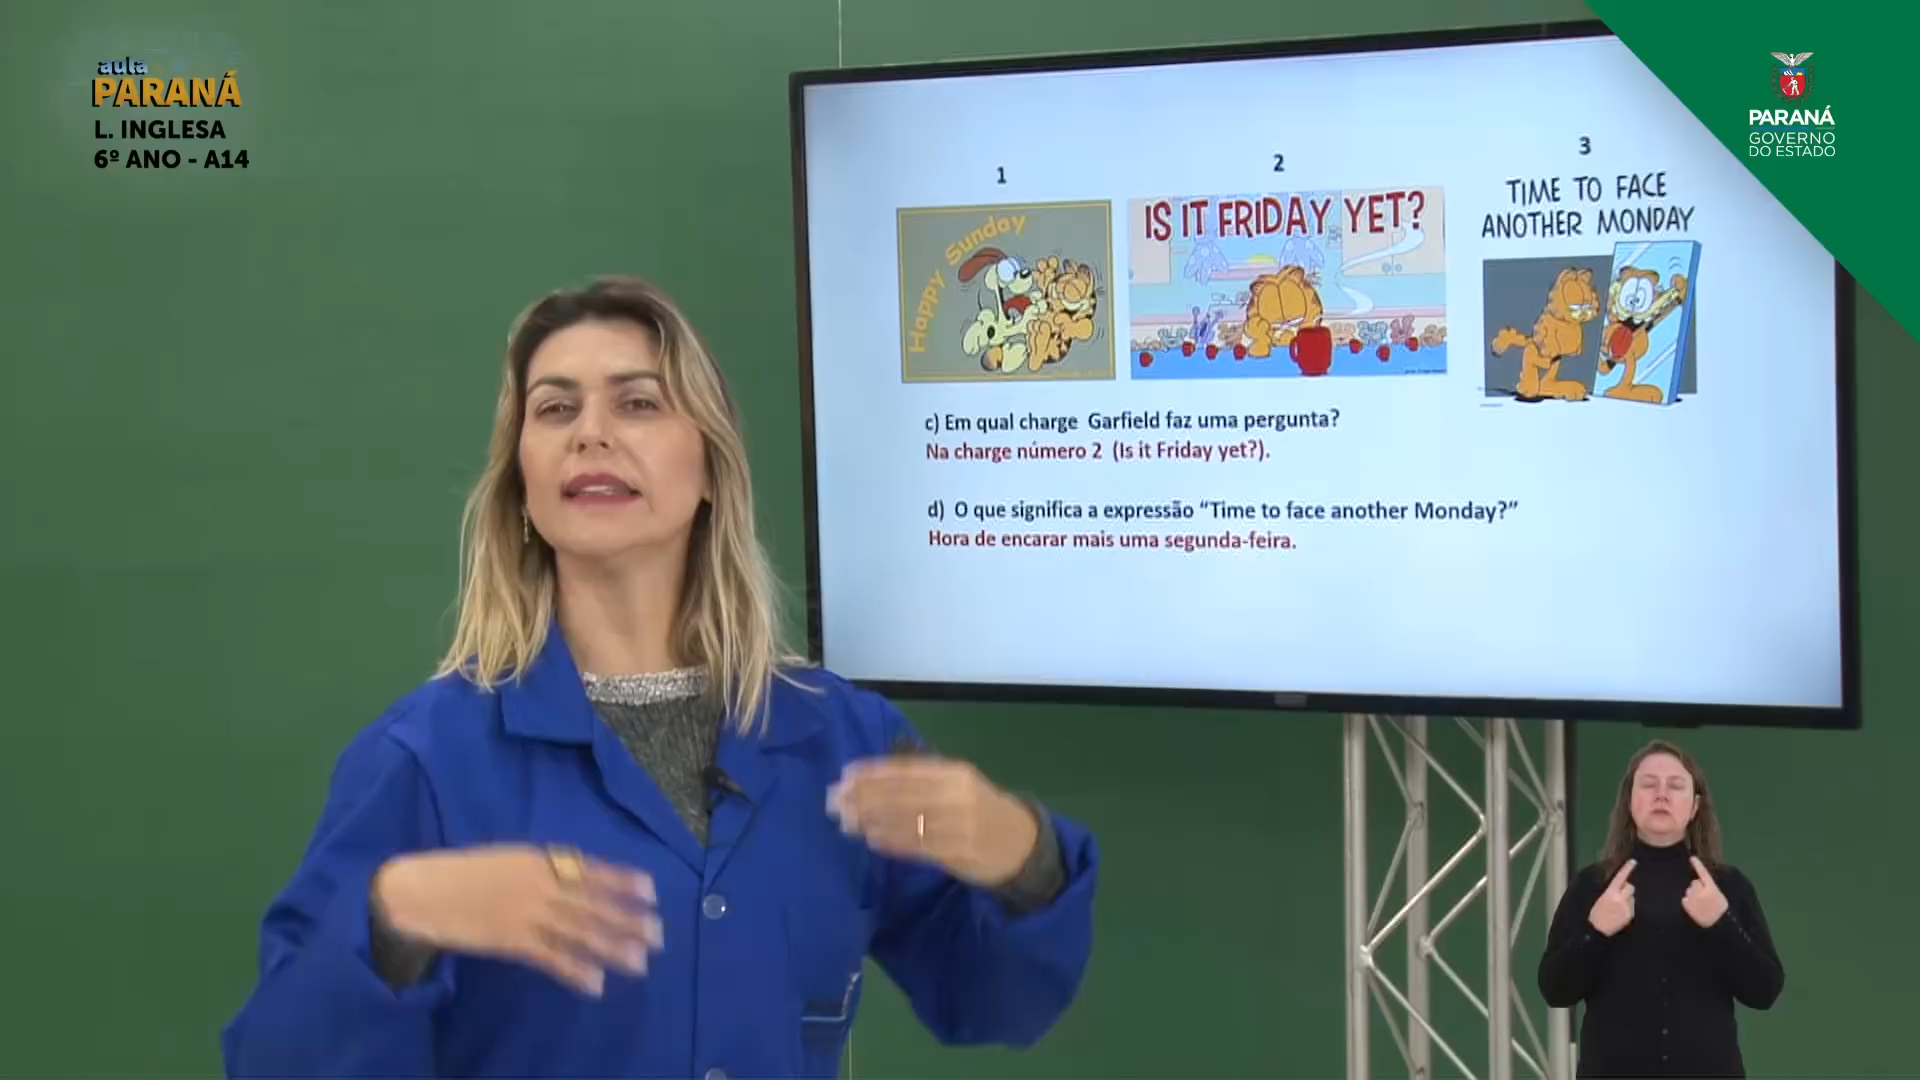 aula
PARANÁ
L. INGLESA
6º ANO - A14
PARANÁ
GOVERNO
DO ESTADO
1
2
3
Happy Sunday
IS IT FRIDAY YET?
TIME TO FACE
ANOTHER MONDAY
c) Em qual charge Garfield faz uma pergunta?
Na charge número 2 (Is it Friday yet?).
d) O que significa a expressão “Time to face another Monday?”
Hora de encarar mais uma segunda-feira.